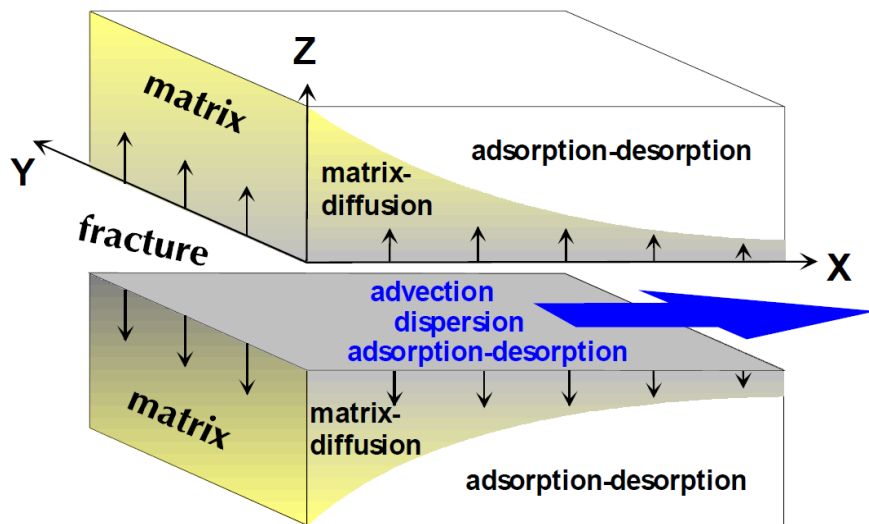 Z
matrix
adsorption-desorption
Y
matrix-
diffusion
fracture
X
advection
dispersion
adsorption-desorption
matrix
matrix-
diffusion
adsorption-desorption